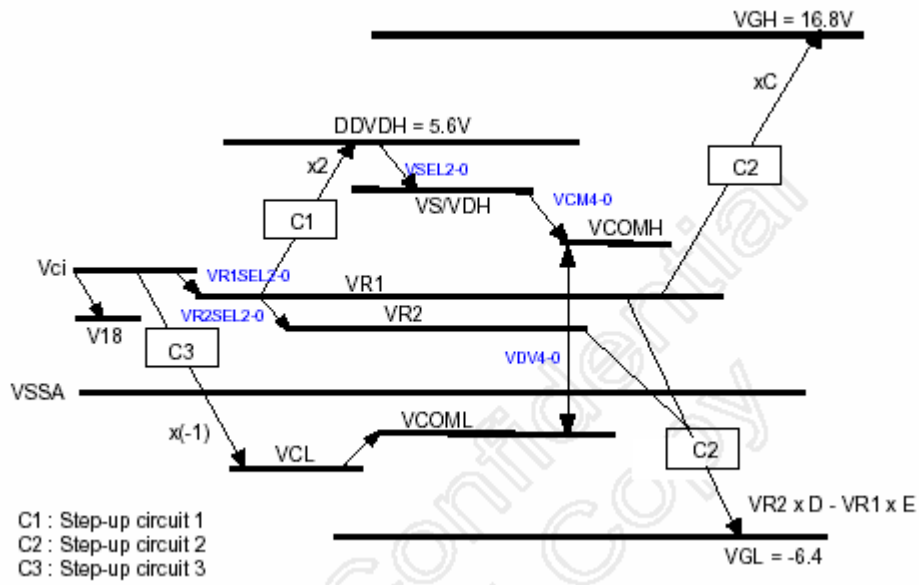 VGH = 16.8V
xC
DDVDH = 5.6V
x2
VSEL2-0
C2
VS/VDH
VCM4-0
C1
VCOMH
Vci
VR1SEL2-0
VR1
VR2SEL2-0
VR2
V18
C3
VDV4-0
VSSA
VCOML
x(-1)
VCL
C2
VR2 x D - VR1 x E
C1 : Step-up circuit 1
C2 : Step-up circuit 2
C3 : Step-up circuit 3
VGL = -6.4
Confidential
Copy